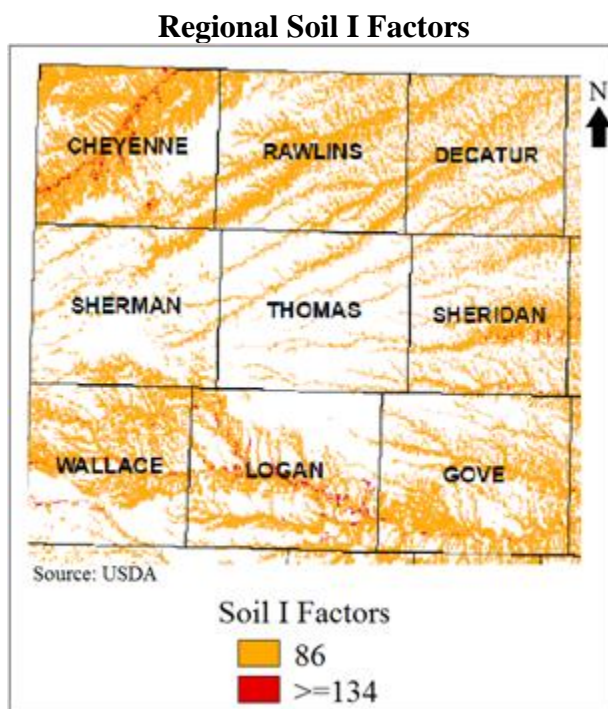 Regional Soil I Factors
N
CHEYENNE
RAWLINS
DECATUR
SHERMAN
THOMAS
SHERIDAN
WALLACE
LOGAN
GOVE
Source: USDA
Soil I Factors
86
>=134